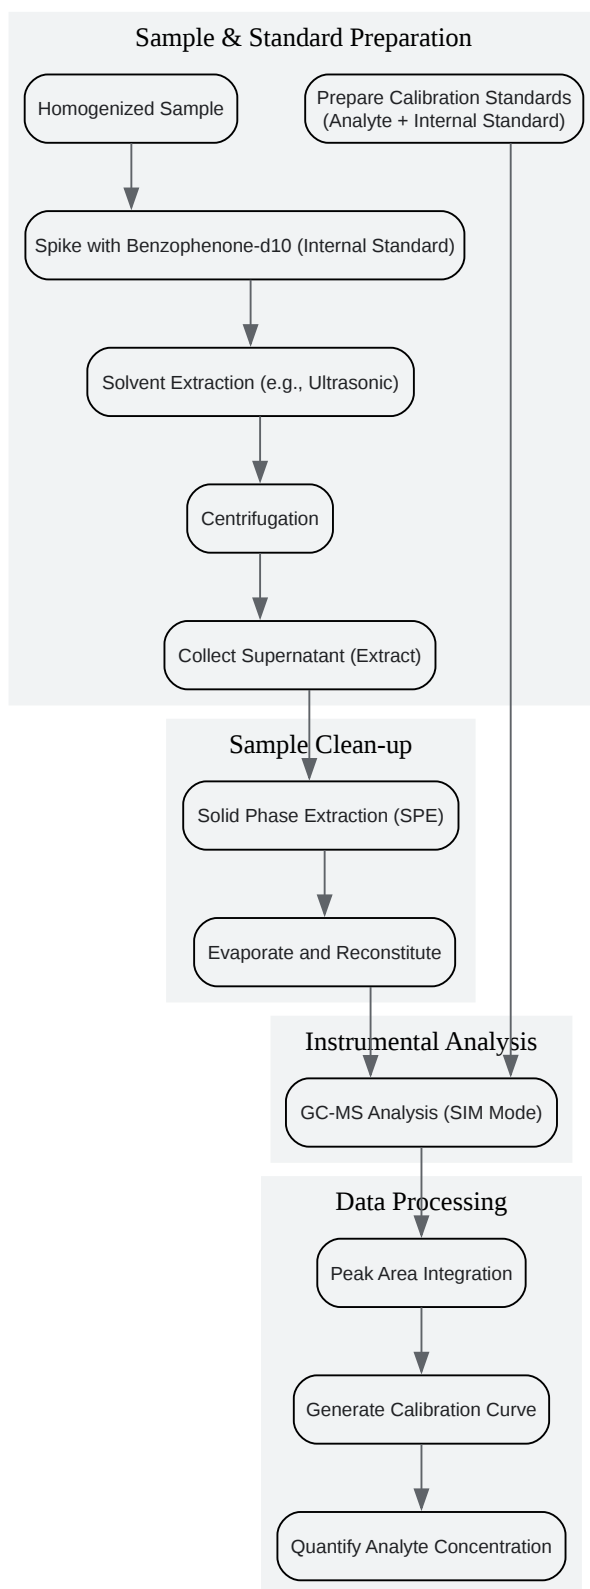 Sample & Standard Preparation
Homogenized Sample
Prepare Calibration Standards
(Analyte + Internal Standard)
Spike with Benzophenone-d10 (Internal Standard)
Solvent Extraction (e.g., Ultrasonic)
Centrifugation
Collect Supernatant (Extract)
Sample Clean-up
Solid Phase Extraction (SPE)
Evaporate and Reconstitute
Instrumental Analysis
GC-MS Analysis (SIM Mode)
Data Processing
Peak Area Integration
Generate Calibration Curve
Quantify Analyte Concentration